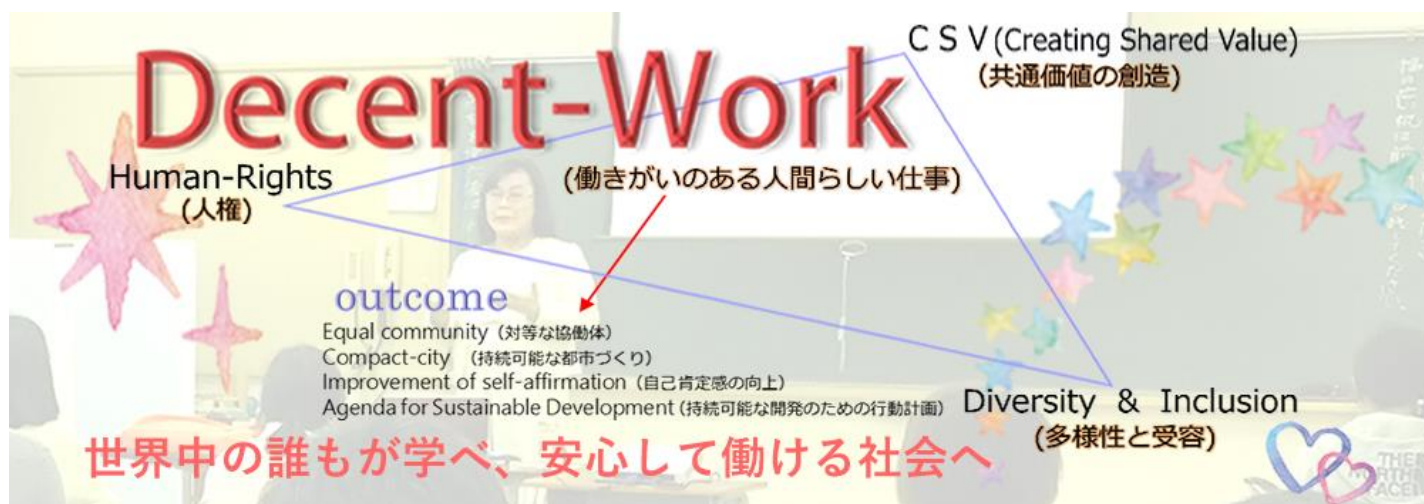 C S V (Creating Shared Value)
(共通価値の創造)
Decent-Work
Human-Rights
(人権)
(働きがいのある人間らしい仕事)
outcome
Equal community (対等な協働体)
Compact-city (持続可能な都市づくり)
Improvement of self-affirmation (自己肯定感の向上)
Agenda for Sustainable Development (持続可能な開発のための行動計画)
Diversity & Inclusion
(多様性と受容)
世界中の誰もが学べ、安心して働ける社会へ
THE
NORTH
FACE